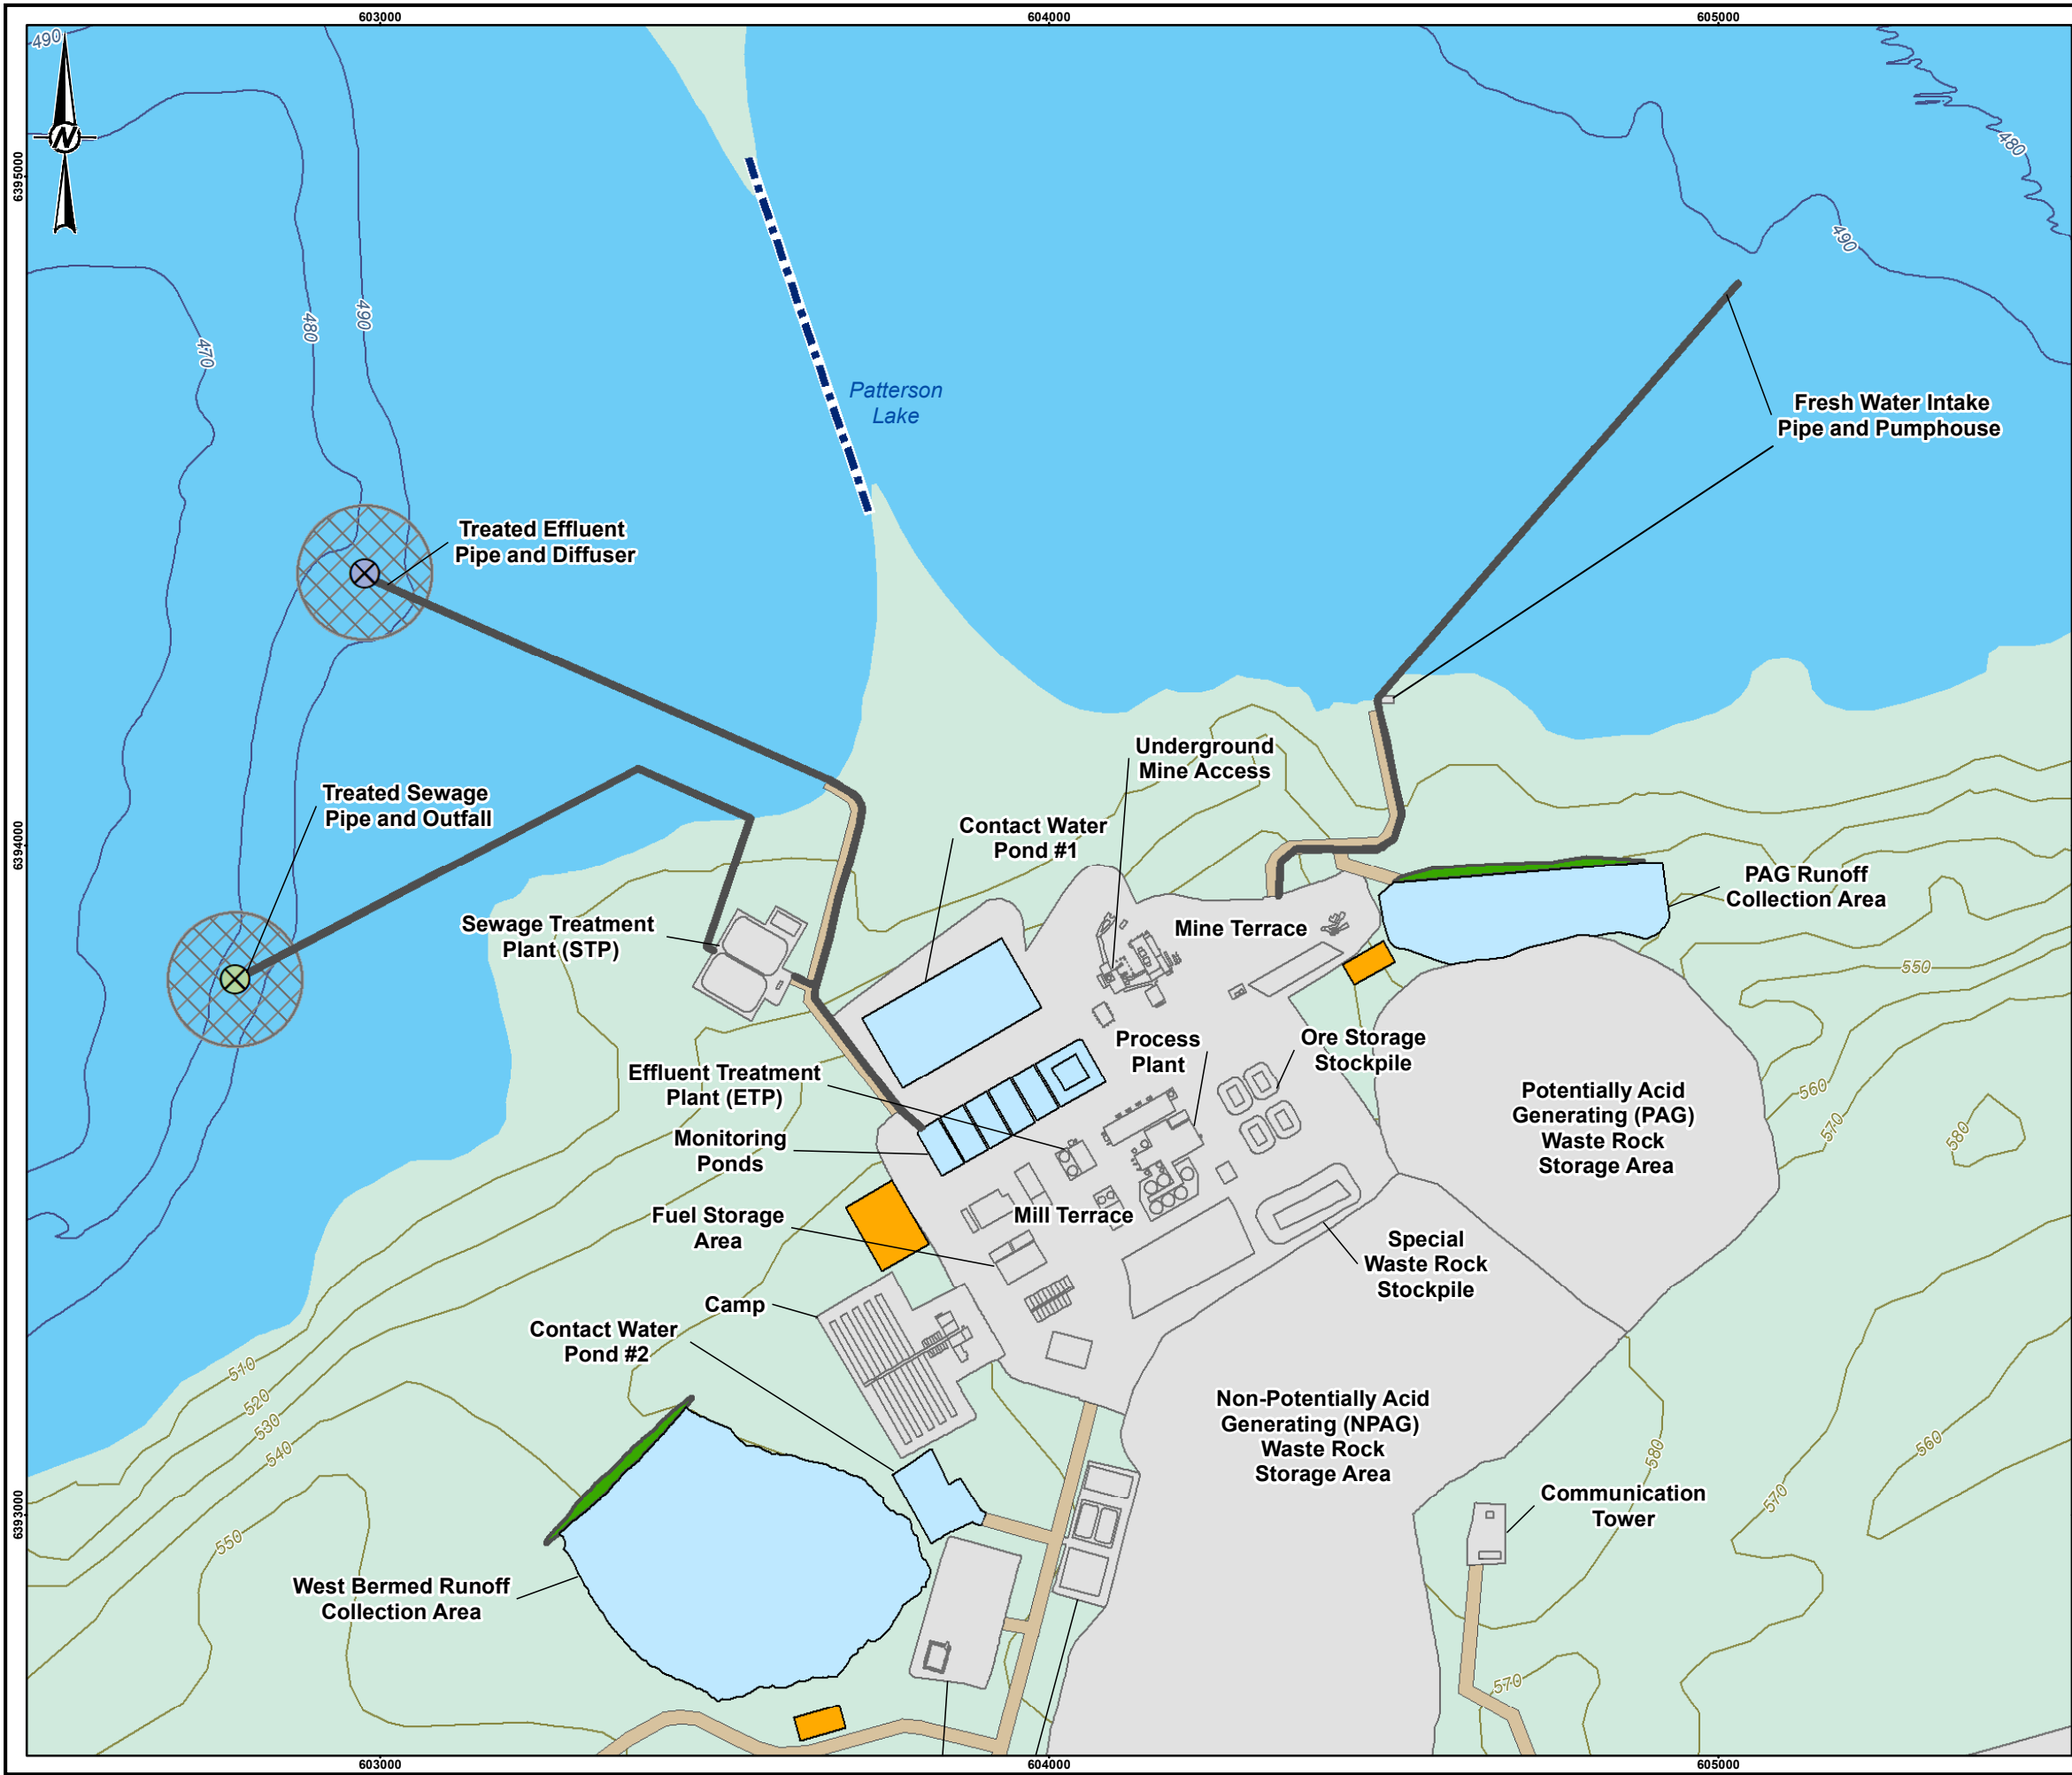 603000
604000
605000
490
N
480
6395000
490
490
480
470
Patterson
Lake
Fresh Water Intake
Pipe and Pumphouse
Treated Effluent
Pipe and Diffuser
Underground
Mine Access
Treated Sewage
Pipe and Outfall
Contact Water
Pond #1
6394000
PAG Runoff
Collection Area
Sewage Treatment
Plant (STP)
Mine Terrace
550
Process
Plant
Ore Storage
Stockpile
Effluent Treatment
Plant (ETP)
Potentially Acid
Generating (PAG)
Waste Rock
Storage Area
560
570
580
Monitoring
Ponds
Fuel Storage
Area
Mill Terrace
Special
Waste Rock
Stockpile
Camp
Contact Water
Pond #2
510
520
530
540
Non-Potentially Acid
Generating (NPAG)
Waste Rock
Storage Area
580
560
570
6393000
Communication
Tower
550
West Bermed Runoff
Collection Area
570
603000
604000
605000